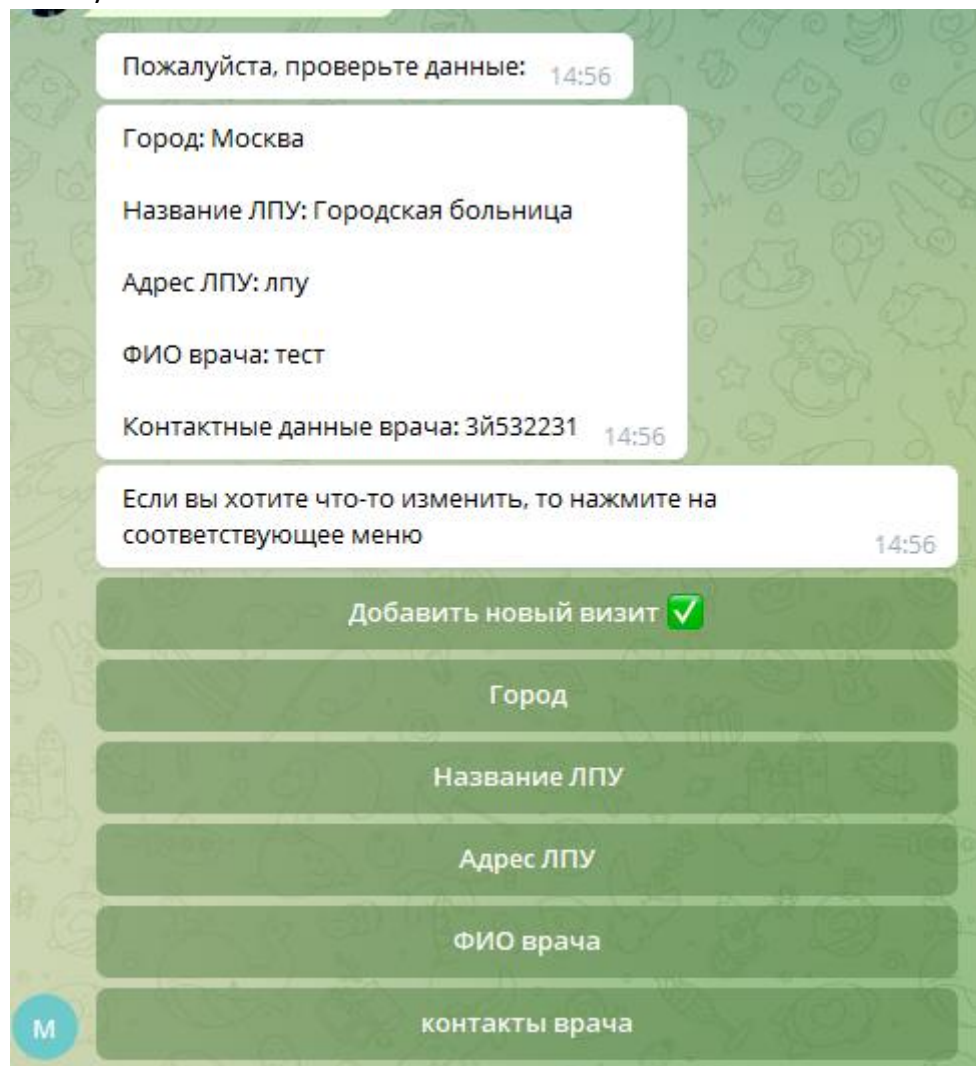 Пожалуйста, проверьте данные: 14:56
Город: Москва
Название ЛПУ: Городская больница
Адрес ЛПУ: лпу
ФИО врача: тест
Контактные данные врача: 3й532231 14:56
Если вы хотите что-то изменить, то нажмите на
соответствующее меню 14:56
Добавить новый визит ✅
Город
Название ЛПУ
Адрес ЛПУ
ФИО врача
М контакты врача